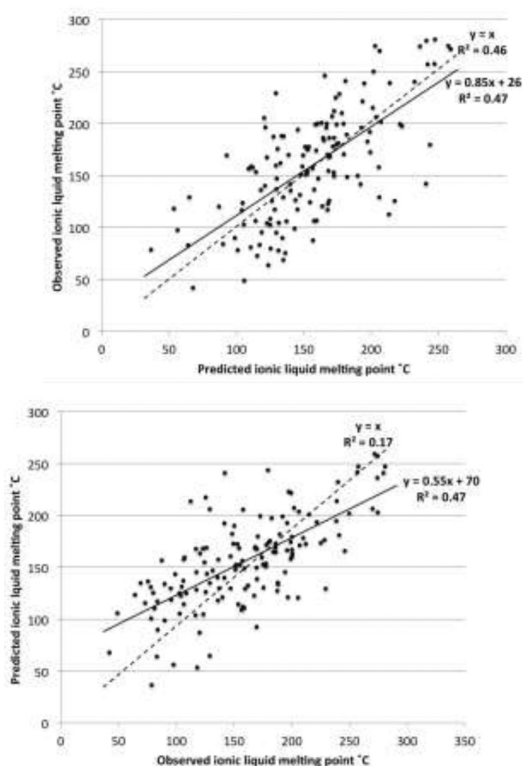 300
250
200
150
100
50
0
Observed ionic liquid melting point ˚C
y = x
R² = 0.46
y = 0.85x + 26
R² = 0.47
0 50 100 150 200 250 300
Predicted ionic liquid melting point ˚C
300
250
200
150
100
50
0
Predicted ionic liquid melting point ˚C
y = x
R² = 0.17
y = 0.55x + 70
R² = 0.47
0 50 100 150 200 250 300 350
Observed ionic liquid melting point ˚C